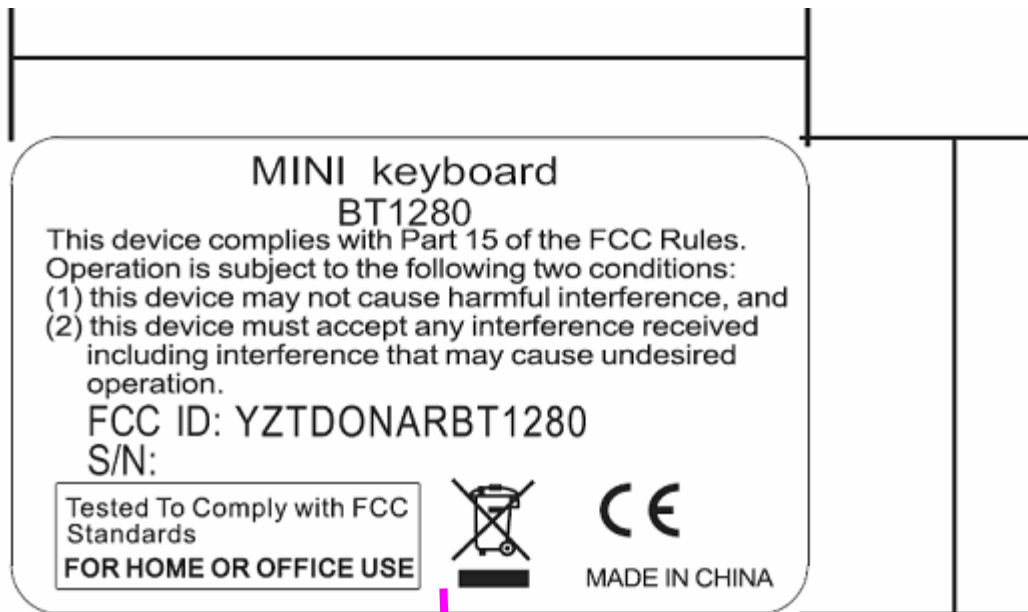 MINI keyboard
BT1280
This device complies with Part 15 of the FCC Rules.
Operation is subject to the following two conditions:
(1) this device may not cause harmful interference, and
(2) this device must accept any interference received
including interference that may cause undesired
operation.
FCC ID: YZTDONARBT1280
S/N:
Tested To Comply with FCC
Standards
FOR HOME OR OFFICE USE
CE
MADE IN CHINA